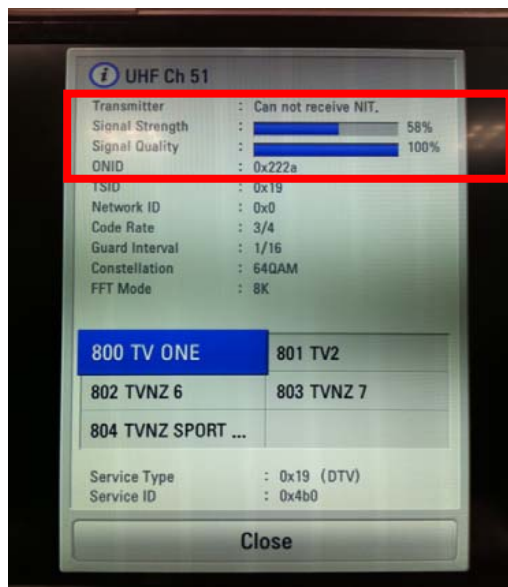 i UHF Ch 51
Transmitter : Can not receive NIT.
Signal Strength : 58%
Signal Quality : 100%
ONID : 0x222a
TSID : 0x19
Network ID : 0x0
Code Rate : 3/4
Guard Interval : 1/16
Constellation : 64QAM
FFT Mode : 8K
800 TV ONE 801 TV2
802 TVNZ 6 803 TVNZ 7
804 TVNZ SPORT ...
Service Type : 0x19 (DTV)
Service ID : 0x4b0
Close